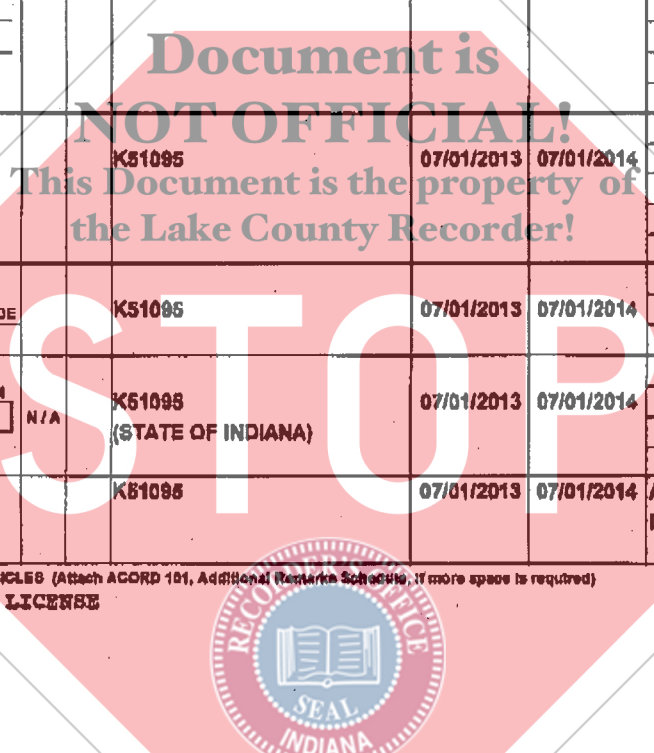 Document is
NOT OFFICIAL!
K51095 07/01/2013 07/01/2014
This Document is the property of
the Lake County Recorder!
DE K51095 07/01/2013 07/01/2014
STOP
N/A K51095 07/01/2013 07/01/2014
(STATE OF INDIANA)
K51095 07/01/2013 07/01/2014
ICLES (Attach ACORD 101, Additional Remarks Schedule, if more space is required)
LICENSE
RECORDER'S OFFICE
SEAL
INDIANA